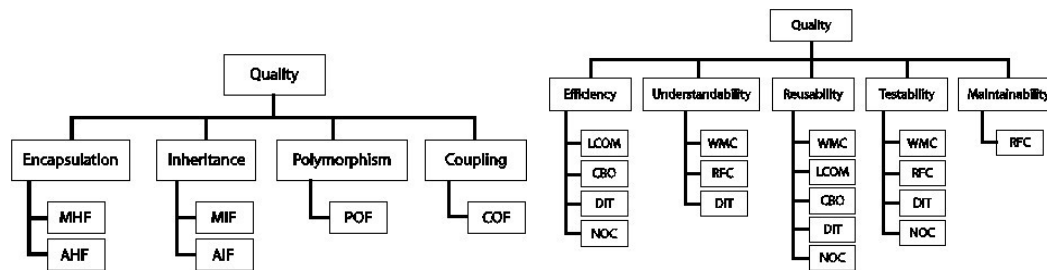 Quality
Encapsulation Inheritance Polymorphism Coupling
MHF MIF POF COF
AHF AIF
Quality
Efficiency Understandability Reusability Testability Maintainability
LCOM WMC WMC WMC RFC
CBO RFC LCOM RFC
DIT DIT CBO DIT
NOC DIT NOC
NOC